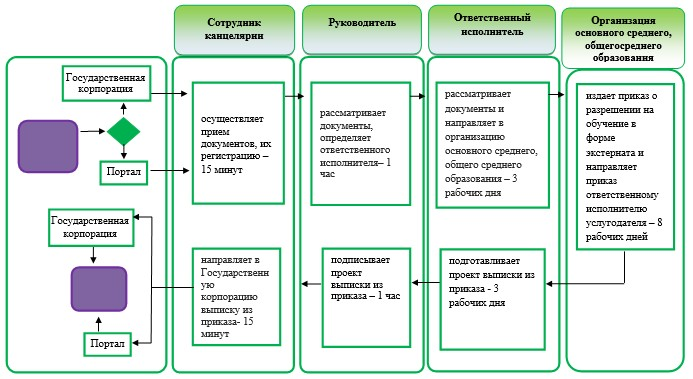 Сотрудник
канцелярии
Руководитель
Ответственный
исполнитель
Организация
основного среднего,
общегосреднего
образования
Государственная
корпорация
Портал
осуществляет
прием
документов, их
регистрацию –
15 минут
рассматривает
документы,
определяет
ответственного
исполнителя– 1
час
рассматривает
документы и
направляет в
организацию
основного среднего,
общего среднего
образования – 3
рабочих дня
издает приказ о
разрешении на
обучение в
форме
экстерната и
направляет
приказ
ответственному
исполнителю
услугодателя – 8
рабочих дней
Государственная
корпорация
Портал
направляет в
Государственн
ую
корпорацию
выписку из
приказа- 15
минут
подписывает
проект
выписки из
приказа – 1 час
подготавливает
проект выписки из
приказа - 3
рабочих дня